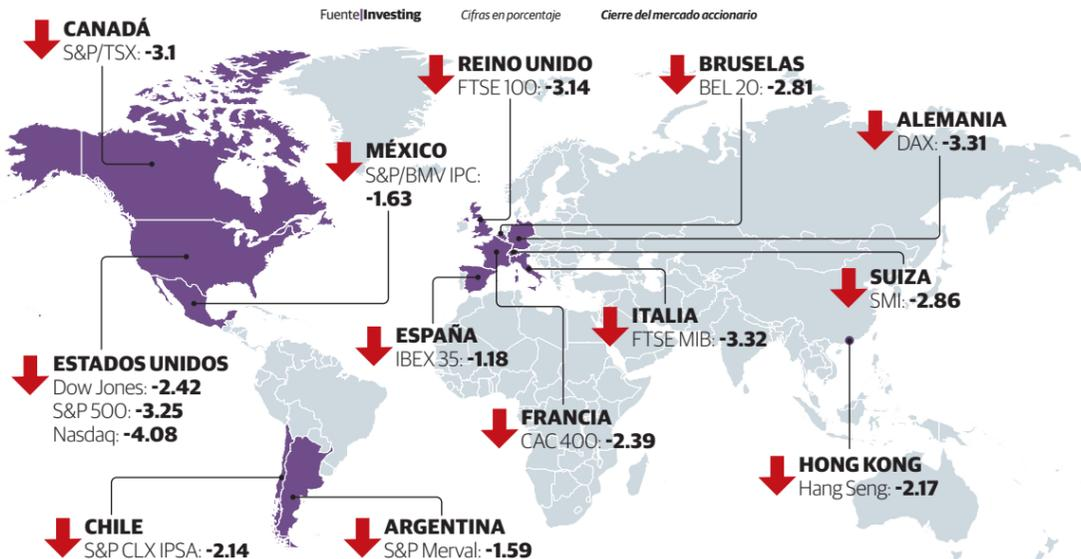 Fuente|Investing Cifras en porcentaje Cierre del mercado accionario
CANADÁ
S&P/TSX: -3.1
REINO UNIDO
FTSE 100: -3.14
BRUSELAS
BEL 20: -2.81
ALEMANIA
DAX: -3.31
MÉXICO
S&P/BMV IPC:
-1.63
SUIZA
SMI: -2.86
ITALIA
FTSE MIB: -3.32
ESPAÑA
IBEX 35: -1.18
ESTADOS UNIDOS
Dow Jones: -2.42
S&P 500: -3.25
Nasdaq: -4.08
FRANCIA
CAC 400: -2.39
HONG KONG
Hang Seng: -2.17
CHILE
S&P CLX IPSA: -2.14
ARGENTINA
S&P Merval: -1.59